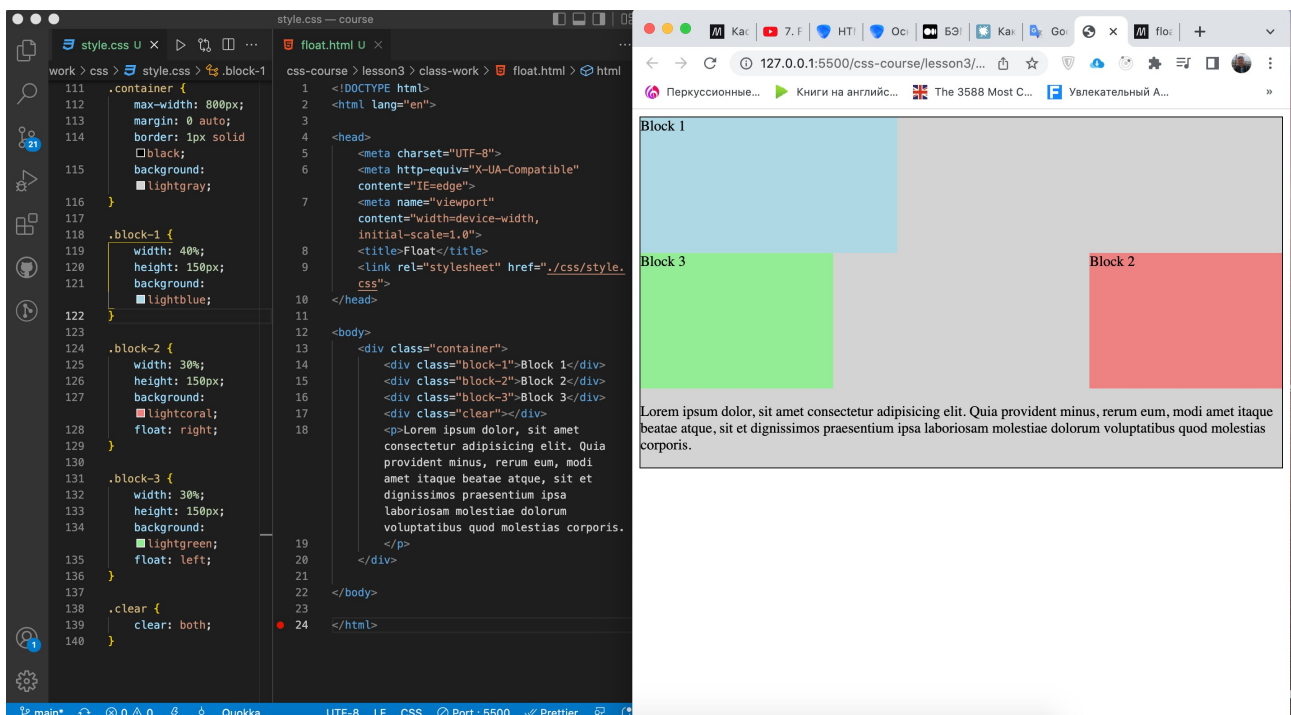 style.css — course
style.css U
float.html U
work > css > style.css > .block-1
css-course > lesson3 > class-work > float.html > html
111 .container {
112 max-width: 800px;
113 margin: 0 auto;
114 border: 1px solid
black;
115 background:
lightgray;
116 }
117
118 .block-1 {
119 width: 40%;
120 height: 150px;
121 background:
lightblue;
122 }
123
124 .block-2 {
125 width: 30%;
126 height: 150px;
127 background:
lightcoral;
128 float: right;
129 }
130
131 .block-3 {
132 width: 30%;
133 height: 150px;
134 background:
lightgreen;
135 float: left;
136 }
137
138 .clear {
139 clear: both;
140 }
1 <!DOCTYPE html>
2 <html lang="en">
3
4 <head>
5 <meta charset="UTF-8">
6 <meta http-equiv="X-UA-Compatible"
content="IE=edge">
7 <meta name="viewport"
content="width=device-width,
initial-scale=1.0">
8 <title>Float</title>
9 <link rel="stylesheet" href="./css/style.
css">
10 </head>
11
12 <body>
13 <div class="container">
14 <div class="block-1">Block 1</div>
15 <div class="block-2">Block 2</div>
16 <div class="block-3">Block 3</div>
17 <div class="clear"></div>
18 <p>Lorem ipsum dolor, sit amet
consectetur adipisicing elit. Quia
provident minus, rerum eum, modi
amet itaque beatae atque, sit et
dignissimos praesentium ipsa
laboriosam molestiae dolorum
voluptatibus quod molestias corporis.
19 </p>
20 </div>
21
22 </body>
23
24 </html>
21
1
main* 0 0 Quokka UTF-8 LF CSS Port : 5500 Prettier
Кас 7. F HT Ос БЭ Как Go floa
127.0.0.1:5500/css-course/lesson3/...
Перкуссионные... Книги на английс... The 3588 Most C... Увлекательный А... »
Block 1
Block 3 Block 2
Lorem ipsum dolor, sit amet consectetur adipisicing elit. Quia provident minus, rerum eum, modi amet itaque
beatae atque, sit et dignissimos praesentium ipsa laboriosam molestiae dolorum voluptatibus quod molestias
corporis.